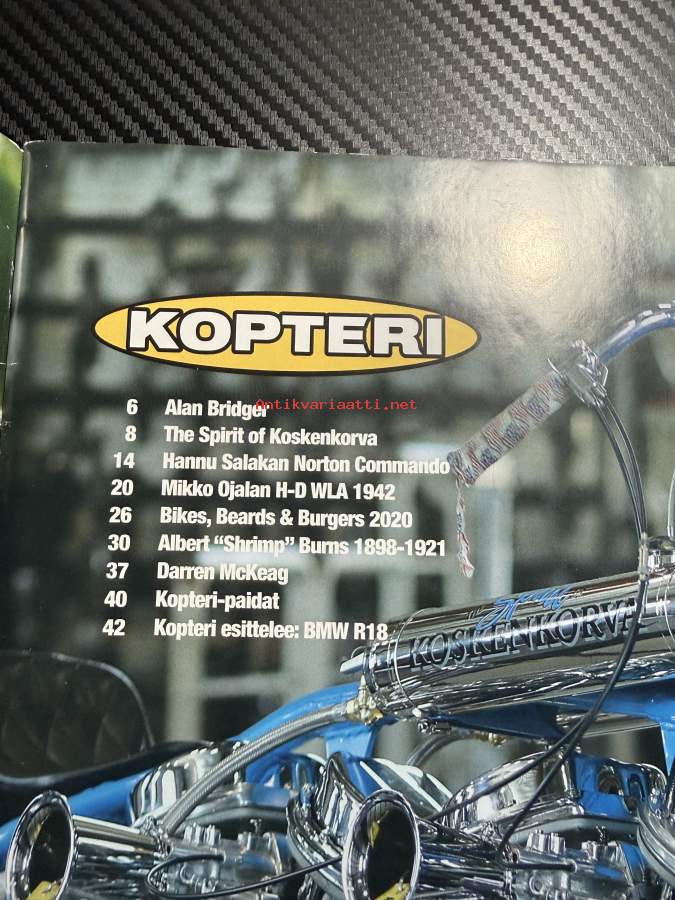 KOPTERI
6 Alan Bridger
Antikvariaatti.net
8 The Spirit of Koskenkorva
14 Hannu Salakan Norton Commando
20 Mikko Ojalan H-D WLA 1942
26 Bikes, Beards & Burgers 2020
30 Albert “Shrimp” Burns 1898-1921
37 Darren McKeag
40 Kopteri-paidat
42 Kopteri esittelee: BMW R18
Spirit
KOSKENKORVA